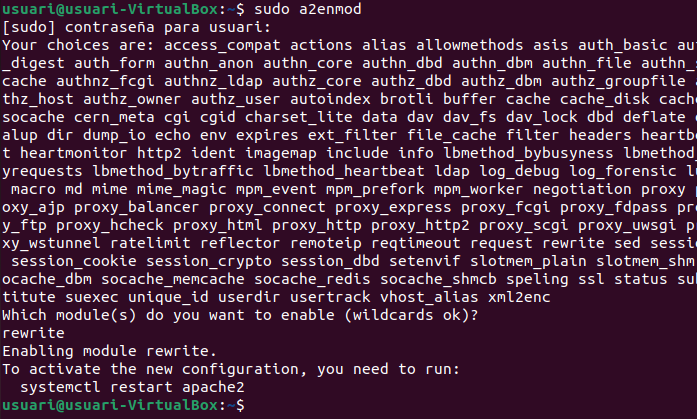 usuari@usuari-VirtualBox:~$ sudo a2enmod
[sudo] contraseña para usuari:
Your choices are: access_compat actions alias allowmethods asis auth_basic au
_digest auth_form authn_anon authn_core authn_dbd authn_dbm authn_file authn_
cache authnz_fcgi authnz_ldap authz_core authz_dbd authz_dbm authz_groupfile
thz_host authz_owner authz_user autoindex brotli buffer cache cache_disk cach
socache cern_meta cgi cgid charset_lite data dav dav_fs dav_lock dbd deflate
alup dir dump_io echo env expires ext_filter file_cache filter headers heartb
t heartmonitor http2 ident imagemap include info lbmethod_bybusyness lbmethod_
yrequests lbmethod_bytraffic lbmethod_heartbeat ldap log_debug log_forensic l
macro md mime mime_magic mpm_event mpm_prefork mpm_worker negotiation proxy
oxy_ajp proxy_balancer proxy_connect proxy_express proxy_fcgi proxy_fdpass pr
y_ftp proxy_hcheck proxy_html proxy_http proxy_http2 proxy_scgi proxy_uwsgi p
xy_wstunnel ratelimit reflector remoteip reqtimeout request rewrite sed sessi
session_cookie session_crypto session_dbd setenvif slotmem_plain slotmem_shm
ocache_dbm socache_memcache socache_redis socache_shmcb speling ssl status su
titute suexec unique_id userdir usertrack vhost_alias xml2enc
Which module(s) do you want to enable (wildcards ok)?
rewrite
Enabling module rewrite.
To activate the new configuration, you need to run:
systemctl restart apache2
usuari@usuari-VirtualBox:~$